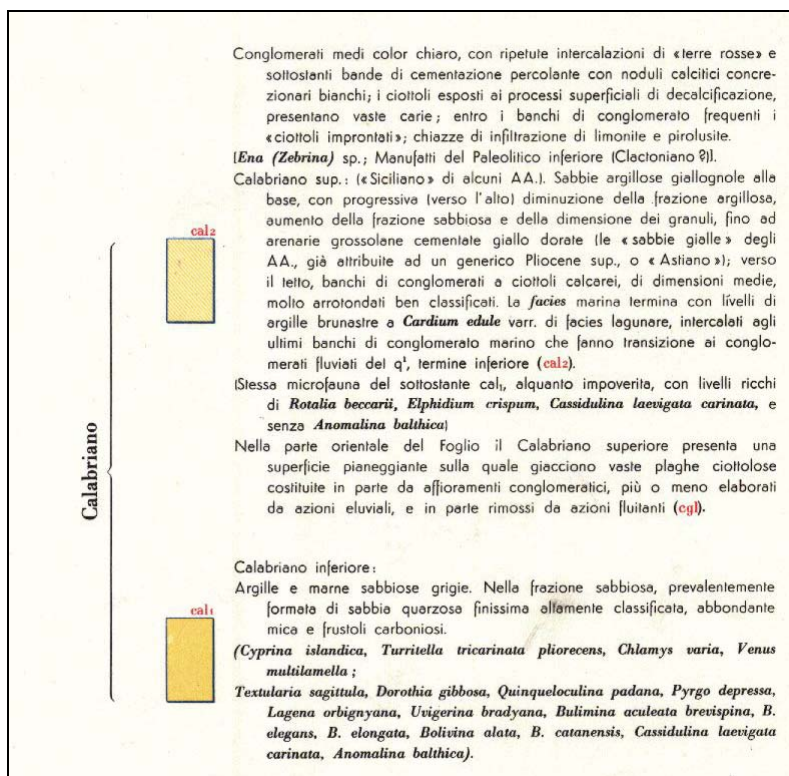 Conglomerati medi color chiaro, con ripetute intercalazioni di «terre rosse» e
sottostanti bande di cementazione percolante con noduli calcitici concre-
zionari bianchi; i ciottoli esposti ai processi superficiali di decalcificazione,
presentano vaste carie; entro i banchi di conglomerato frequenti i
«ciottoli improntati»; chiazze di infiltrazione di limonite e pirolusite.
(Ena (Zebrina) sp.; Manufatti del Paleolitico inferiore (Clactoniano ?)).
Calabriano sup.: («Siciliano» di alcuni AA.). Sabbie argillose giallognole alla
base, con progressiva (verso l'alto) diminuzione della frazione argillosa,
aumento della frazione sabbiosa e della dimensione dei granuli, fino ad
arenarie grossolane cementate giallo dorate (le «sabbie gialle» degli
AA., già attribuite ad un generico Pliocene sup., o «Astiano»); verso
il tetto, banchi di conglomerati a ciottoli calcarei, di dimensioni medie,
molto arrotondati ben classificati. La facies marina termina con livelli di
argille brunastre a Cardium edule varr. di facies lagunare, intercalati agli
ultimi banchi di conglomerato marino che fanno transizione ai conglo-
merati fluviati del q¹, termine inferiore (cal2).
(Stessa microfauna del sottostante cal₁, alquanto impoverita, con livelli ricchi
di Rotalia beccarii, Elphidium crispum, Cassidulina laevigata carinata, e
senza Anomalina balthica)
Nella parte orientale del Foglio il Calabriano superiore presenta una
superficie pianeggiante sulla quale giacciono vaste plaghe ciottolose
costituite in parte da affioramenti conglomeratici, più o meno elaborati
da azioni eluviali, e in parte rimossi da azioni fluitanti (cgl).
cal2
Calabriano
Calabriano inferiore:
Argille e marne sabbiose grigie. Nella frazione sabbiosa, prevalentemente
formata di sabbia quarzosa finissima altamente classificata, abbondante
mica e frustoli carboniosi.
(Cyprina islandica, Turritella tricarinata pliorecens, Chlamys varia, Venus
multilamella;
Textularia sagittula, Dorothia gibbosa, Quinqueloculina padana, Pyrgo depressa,
Lagena orbignyana, Uvigerina bradyana, Bulimina aculeata brevispina, B.
elegans, B. elongata, Bolivina alata, B. catanensis, Cassidulina laevigata
carinata, Anomalina balthica).
cal1